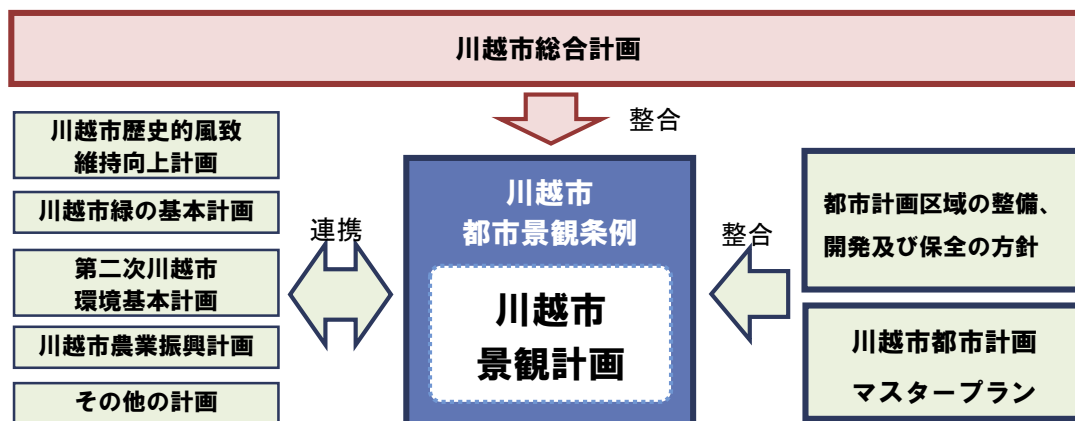 川越市総合計画
整合
川越市歴史的風致
維持向上計画
川越市緑の基本計画
第二次川越市
環境基本計画
川越市農業振興計画
その他の計画
連携
川越市
都市景観条例
川越市
景観計画
整合
都市計画区域の整備、
開発及び保全の方針
川越市都市計画
マスタープラン